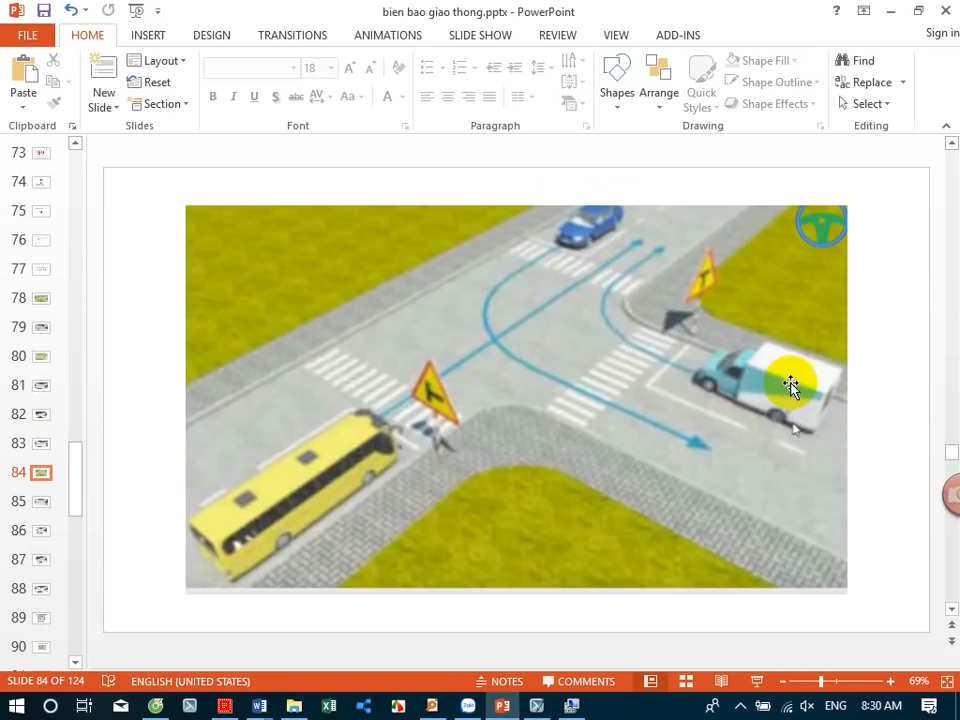 bien bao giao thong.pptx - PowerPoint
Sign in
FILE HOME INSERT DESIGN TRANSITIONS ANIMATIONS SLIDE SHOW REVIEW VIEW ADD-INS
Paste
New Slide
Layout
Reset
Section
18
Shapes
Arrange
Quick Styles
Shape Fill
Shape Outline
Shape Effects
Find
Replace
Select
Clipboard Slides Font Paragraph Drawing Editing
73
74
75
76
77
78
79
80
81
82
83
84
85
86
87
88
89
90
SLIDE 84 OF 124 ENGLISH (UNITED STATES) NOTES COMMENTS 69%
ENG 8:30 AM